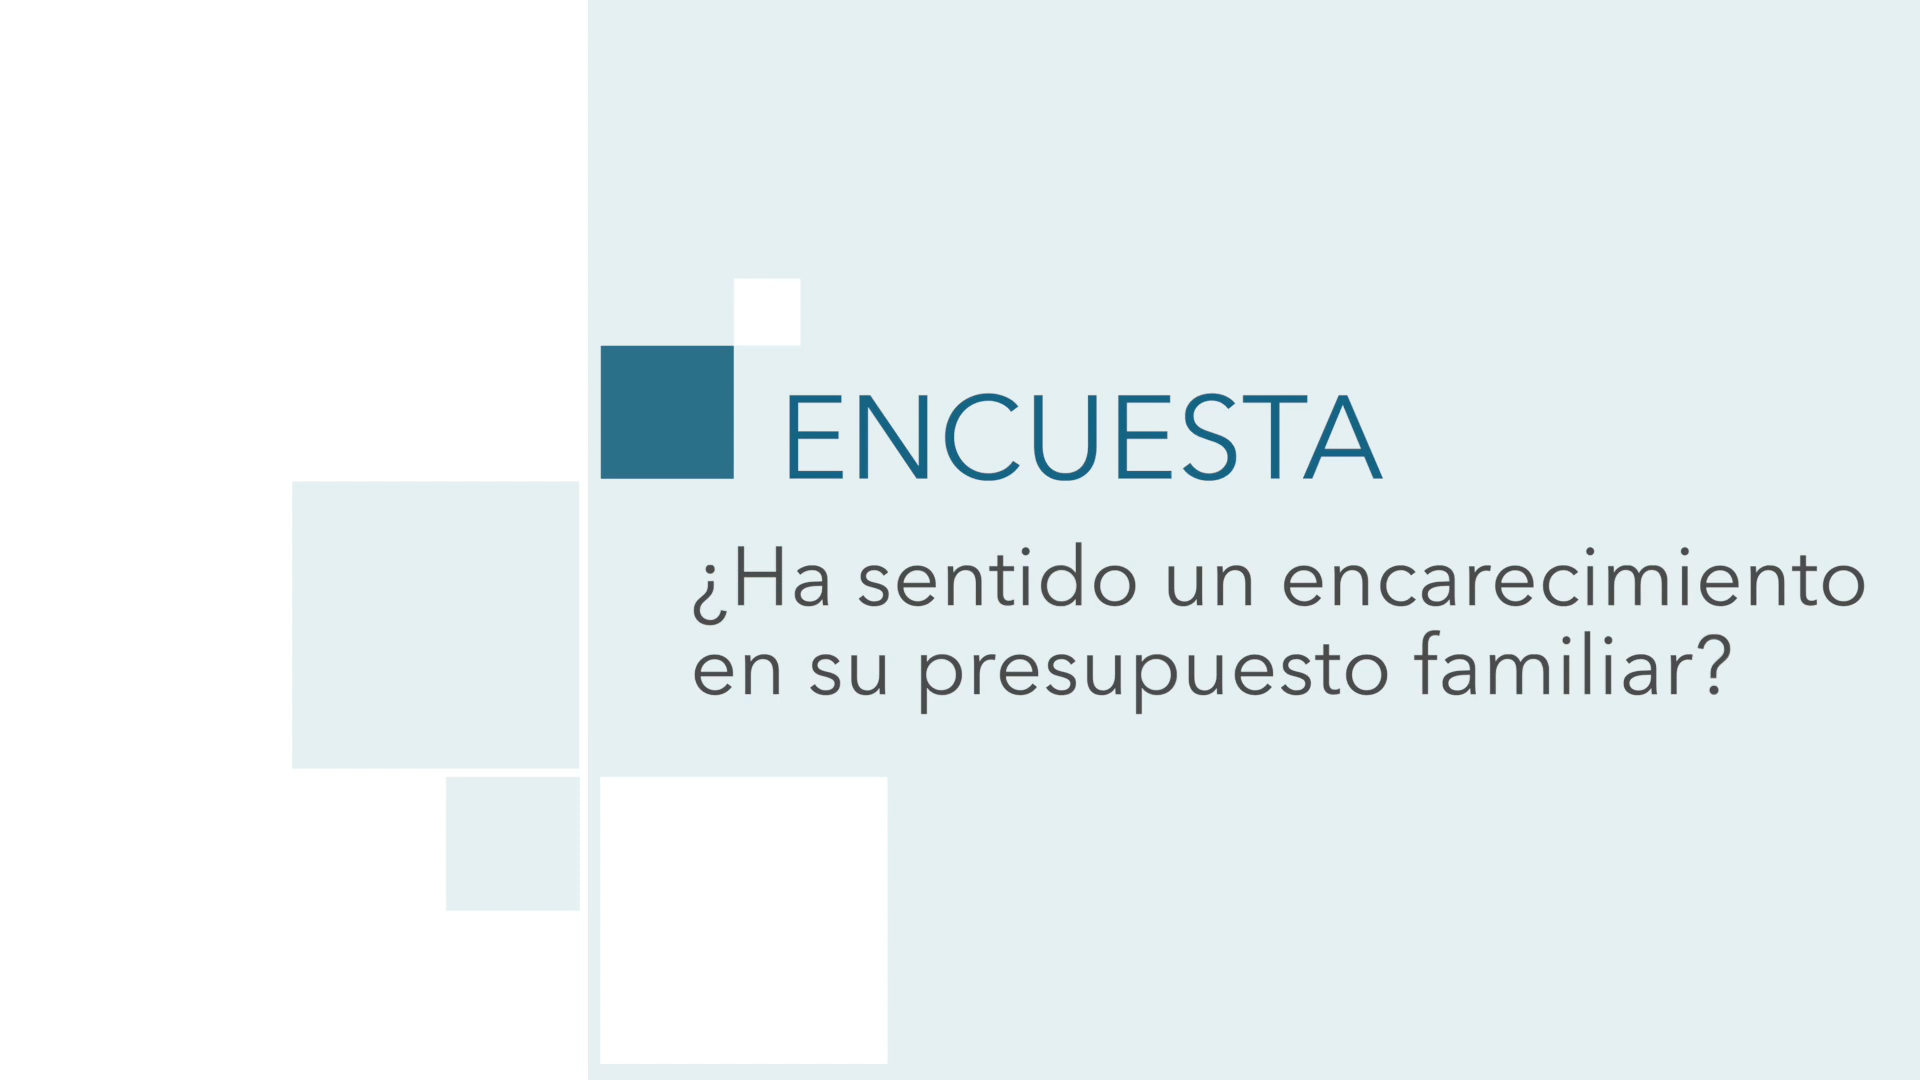 ENCUESTA
¿Ha sentido un encarecimiento
en su presupuesto familiar?